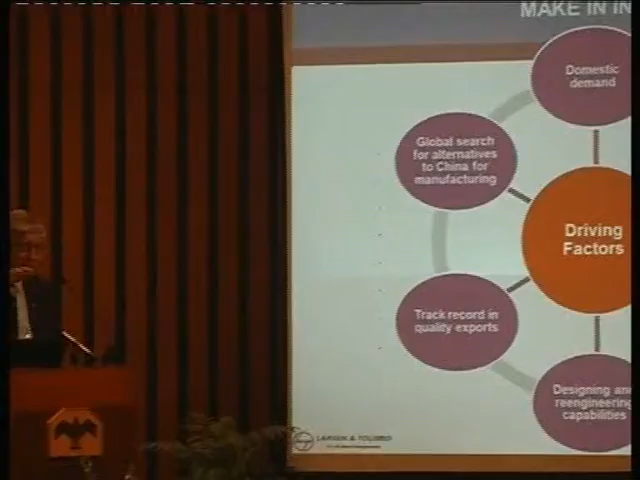 MAKE IN IN
Domestic
demand
Global search
for alternatives
to China for
manufacturing
Driving
Factors
Track record in
quality exports
Designing and
reengineering
capabilities
LARSEN & TOUBRO